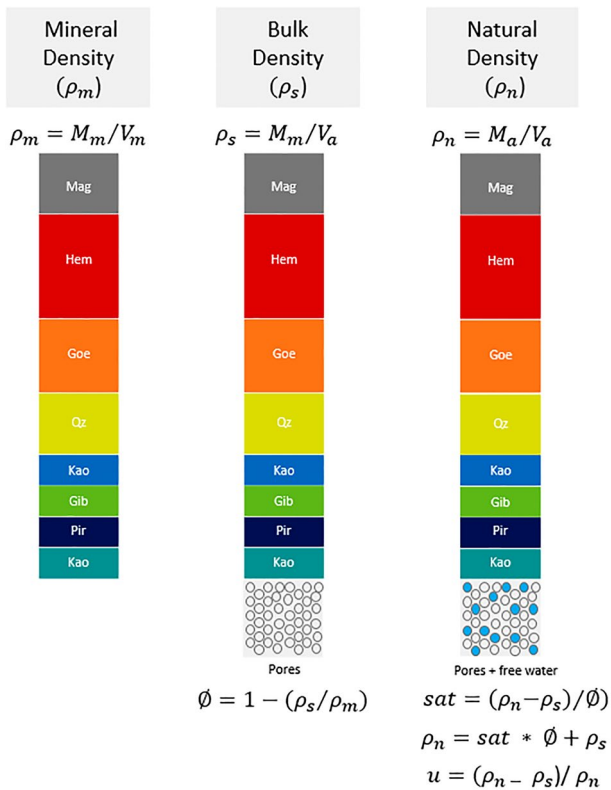 Mineral
Density
(ρₘ)
Bulk
Density
(ρₛ)
Natural
Density
(ρₙ)
ρₘ = Mₘ/Vₘ
ρₛ = Mₘ/Vₐ
ρₙ = Mₐ/Vₐ
Mag
Hem
Goe
Qz
Kao
Gib
Pir
Kao
Mag
Hem
Goe
Qz
Kao
Gib
Pir
Kao
Pores
∅ = 1 − (ρₛ/ρₘ)
Mag
Hem
Goe
Qz
Kao
Gib
Pir
Kao
Pores + free water
sat = (ρₙ−ρₛ)/∅)
ρₙ = sat * ∅ + ρₛ
u = (ρₙ₋ ρₛ)/ ρₙ